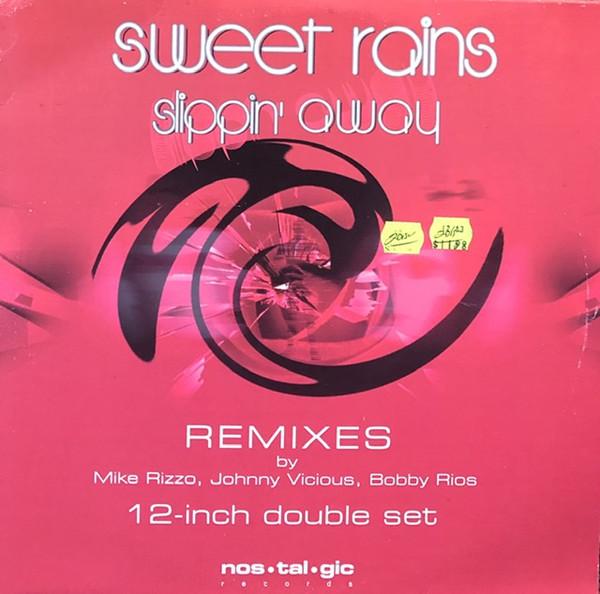 sweet rains
slippin' away
REMIXES
by
Mike Rizzo, Johnny Vicious, Bobby Rios
12-inch double set
nos•tal•gic
records